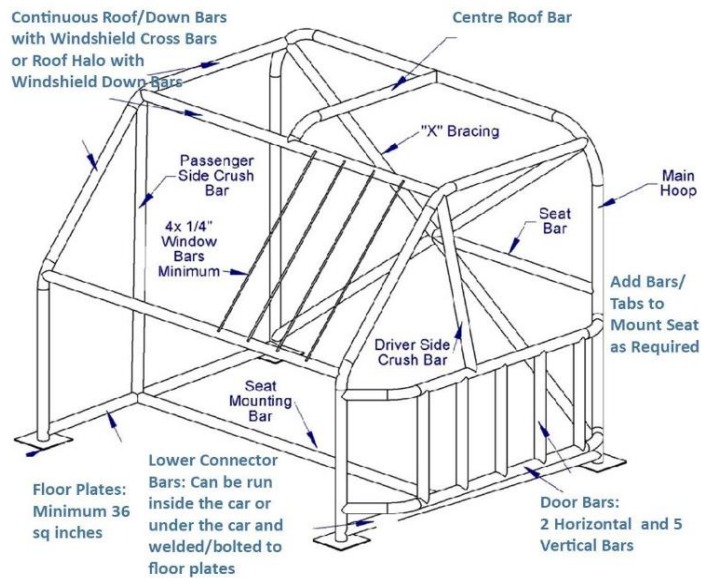 Continuous Roof/Down Bars
with Windshield Cross Bars
or Roof Halo with
Windshield Down Bars
Centre Roof Bar
"X" Bracing
Passenger
Side Crush
Bar
Main
Hoop
Seat
Bar
4x 1/4"
Window
Bars
Minimum
Add Bars/
Tabs to
Mount Seat
as Required
Driver Side
Crush Bar
Seat
Mounting
Bar
Floor Plates:
Minimum 36
sq inches
Lower Connector
Bars: Can be run
inside the car or
under the car and
welded/bolted to
floor plates
Door Bars:
2 Horizontal and 5
Vertical Bars